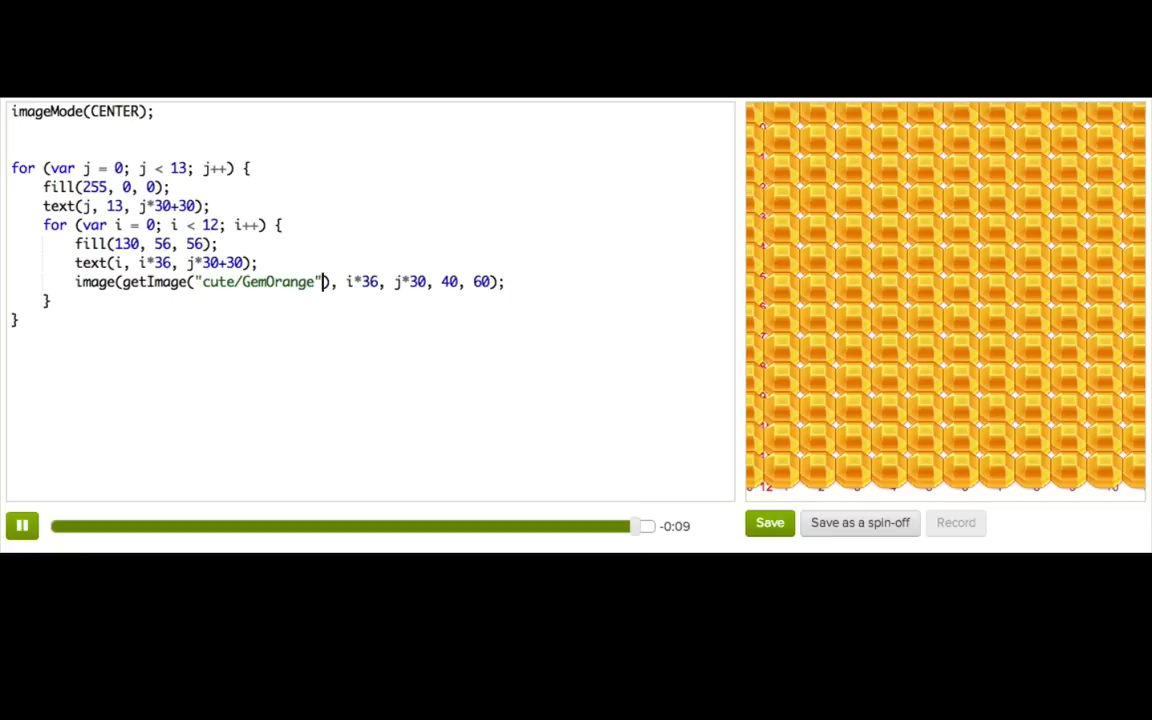 imageMode(CENTER);
for (var j = 0; j < 13; j++) {
fill(255, 0, 0);
text(j, 13, j*30+30);
for (var i = 0; i < 12; i++) {
fill(130, 56, 56);
text(i, i*36, j*30+30);
image(getImage("cute/GemOrange"), i*36, j*30, 40, 60);
}
}
12
-0:09
Save
Save as a spin-off
Record